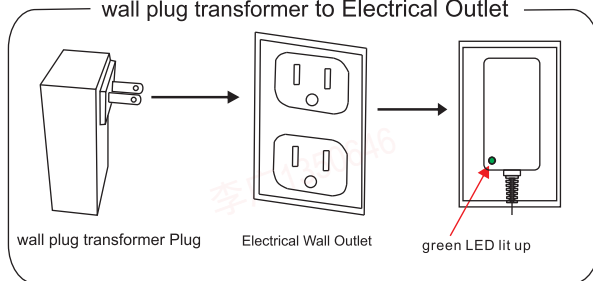 wall plug transformer to Electrical Outlet
wall plug transformer Plug
Electrical Wall Outlet
green LED lit up